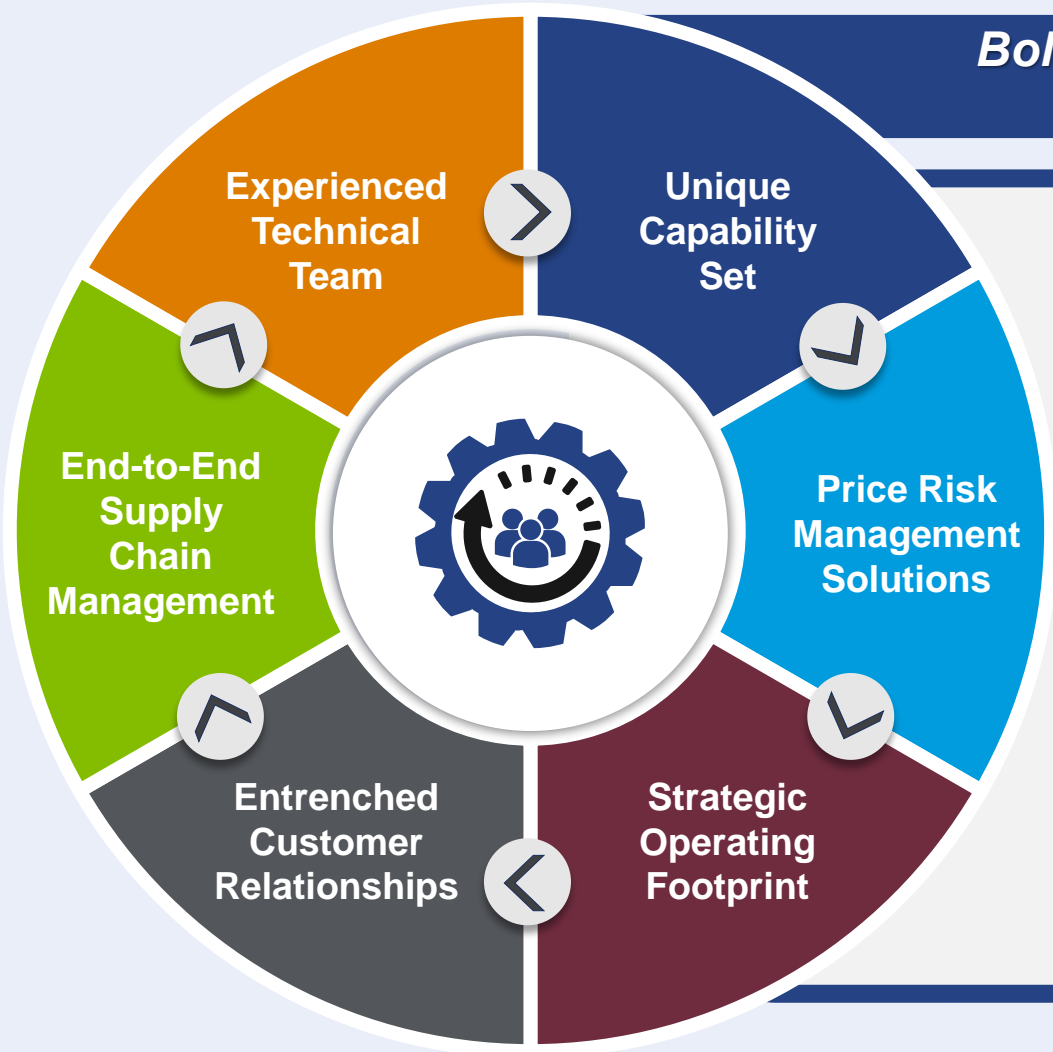 Experienced
Technical
Team
Unique
Capability
Set
Price Risk
Management
Solutions
Strategic
Operating
Footprint
Entrenched
Customer
Relationships
End-to-End
Supply
Chain
Management